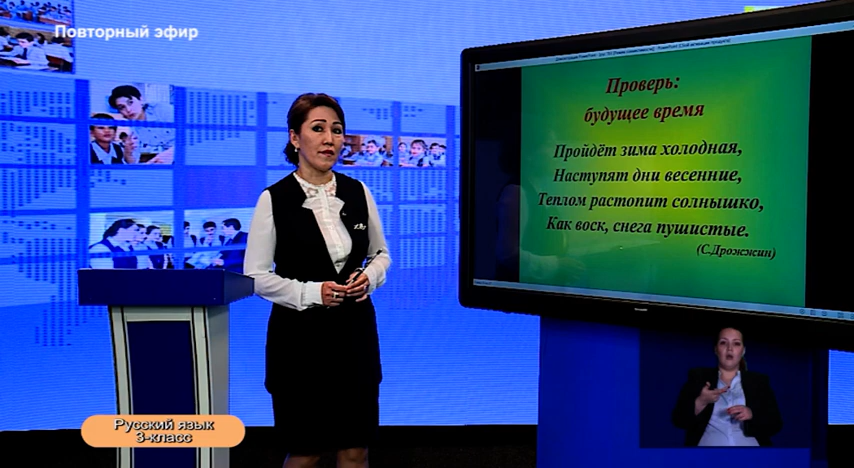 Повторный эфир
Проверь:
будущее время
Пройдёт зима холодная,
Наступят дни весенние,
Теплом растопит солнышко,
Как воск, снега пушистые.
(С.Дрожжин)
Русский язык
3-класс